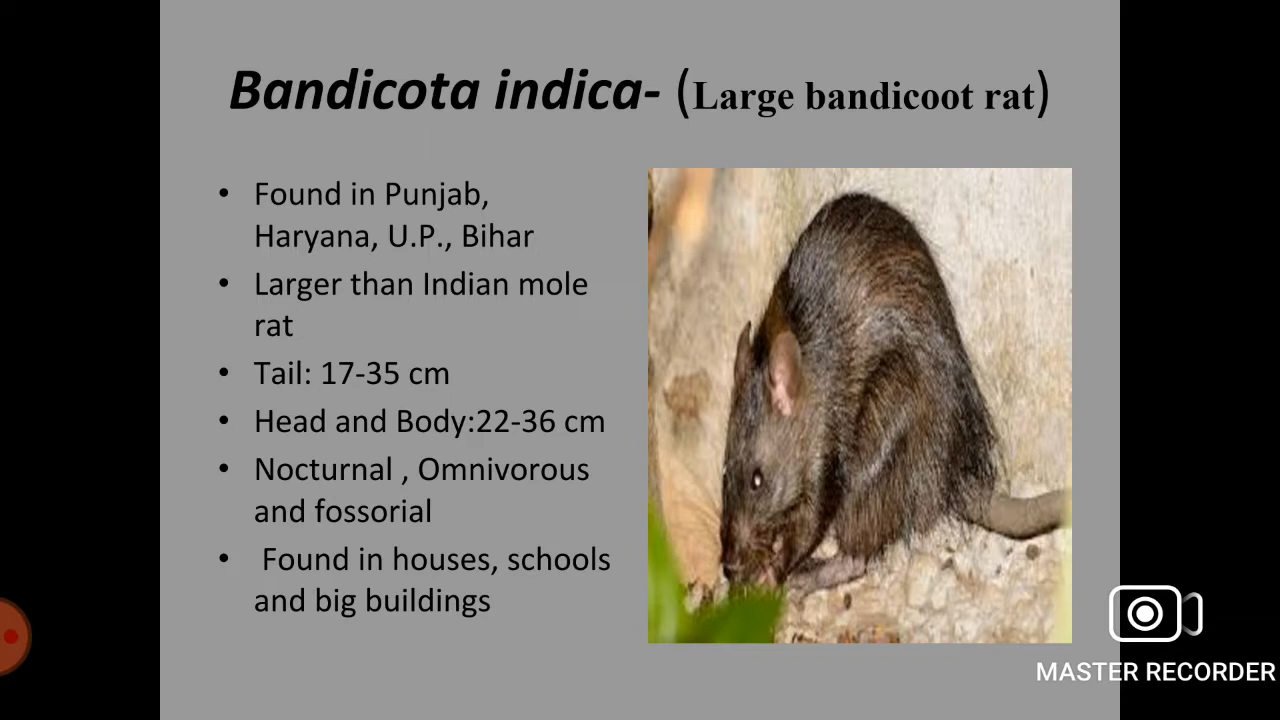 Bandicota indica- (Large bandicoot rat)
• Found in Punjab,
Haryana, U.P., Bihar
• Larger than Indian mole
rat
• Tail: 17-35 cm
• Head and Body:22-36 cm
• Nocturnal , Omnivorous
and fossorial
• Found in houses, schools
and big buildings
MASTER RECORDER